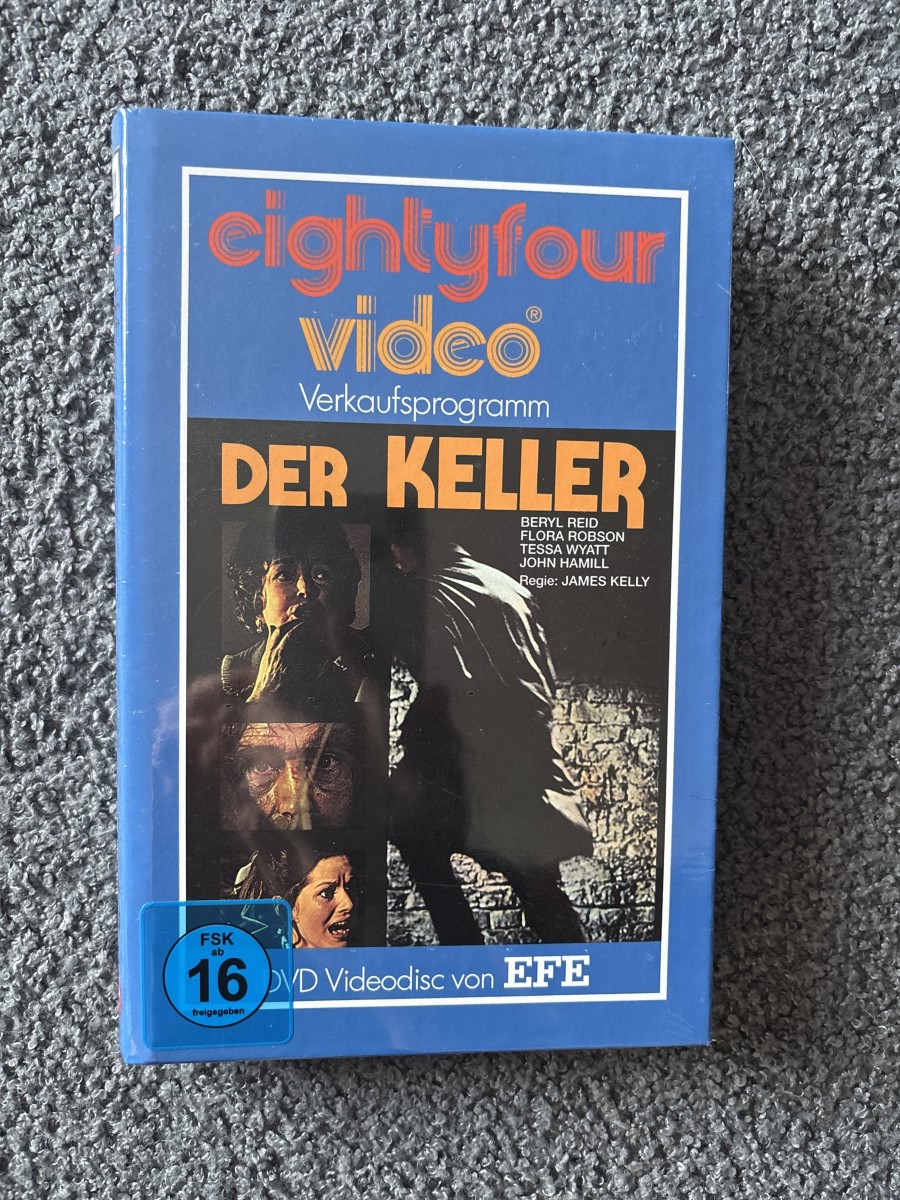 eightyfour
video®
Verkaufsprogramm
DER KELLER
BERYL REID
FLORA ROBSON
TESSA WYATT
JOHN HAMILL
Regie: JAMES KELLY
DVD Videodisc von EFE
FSK
ab
16
freigegeben